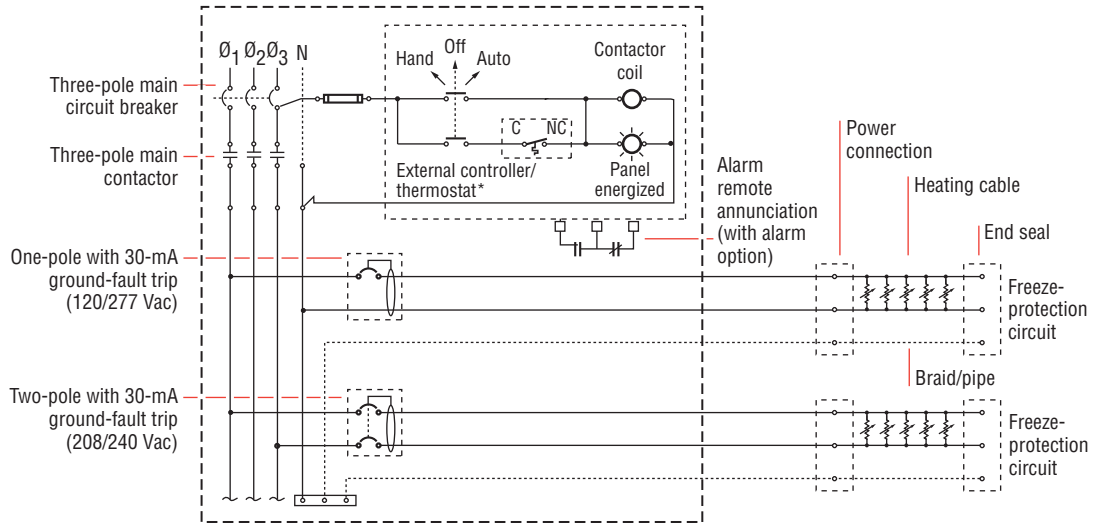 Ø1 Ø2 Ø3 N
Three-pole main
circuit breaker
Three-pole main
contactor
Hand Off Auto
Contactor
coil
C NC
External controller/
thermostat*
Panel
energized
Alarm
remote
annunciation
(with alarm
option)
Power
connection
Heating cable
End seal
One-pole with 30-mA
ground-fault trip
(120/277 Vac)
Freeze-
protection
circuit
Braid/pipe
Two-pole with 30-mA
ground-fault trip
(208/240 Vac)
Freeze-
protection
circuit